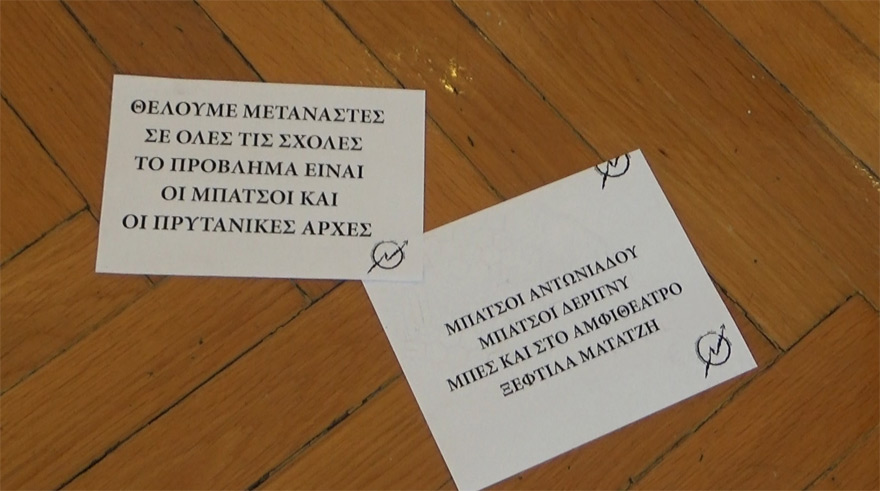 ΘΕΛΟΥΜΕ ΜΕΤΑΝΑΣΤΕΣ
ΣΕ ΟΛΕΣ ΤΙΣ ΣΧΟΛΕΣ
ΤΟ ΠΡΟΒΛΗΜΑ ΕΙΝΑΙ
ΟΙ ΜΠΑΤΣΟΙ ΚΑΙ
ΟΙ ΠΡΥΤΑΝΙΚΕΣ ΑΡΧΕΣ
ΜΠΑΤΣΟΙ ΑΝΤΩΝΙΑΔΟΥ
ΜΠΑΤΣΟΙ ΔΕΡΙΓΝΥ
ΜΠΕΣ ΚΑΙ ΣΤΟ ΑΜΦΙΘΕΑΤΡΟ
ΞΕΦΤΙΛΑ ΜΑΤΑΤΖΗ